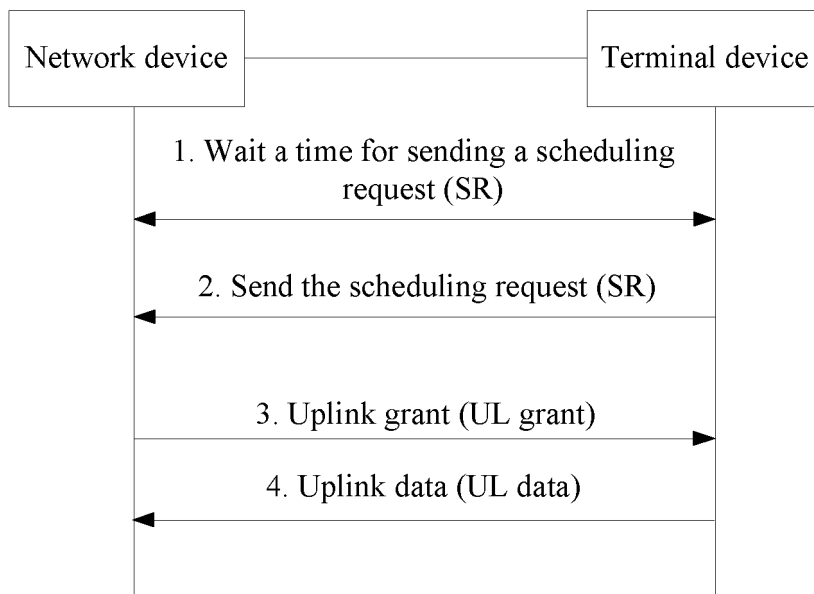 Network device
Terminal device
1. Wait a time for sending a scheduling
request (SR)
2. Send the scheduling request (SR)
3. Uplink grant (UL grant)
4. Uplink data (UL data)